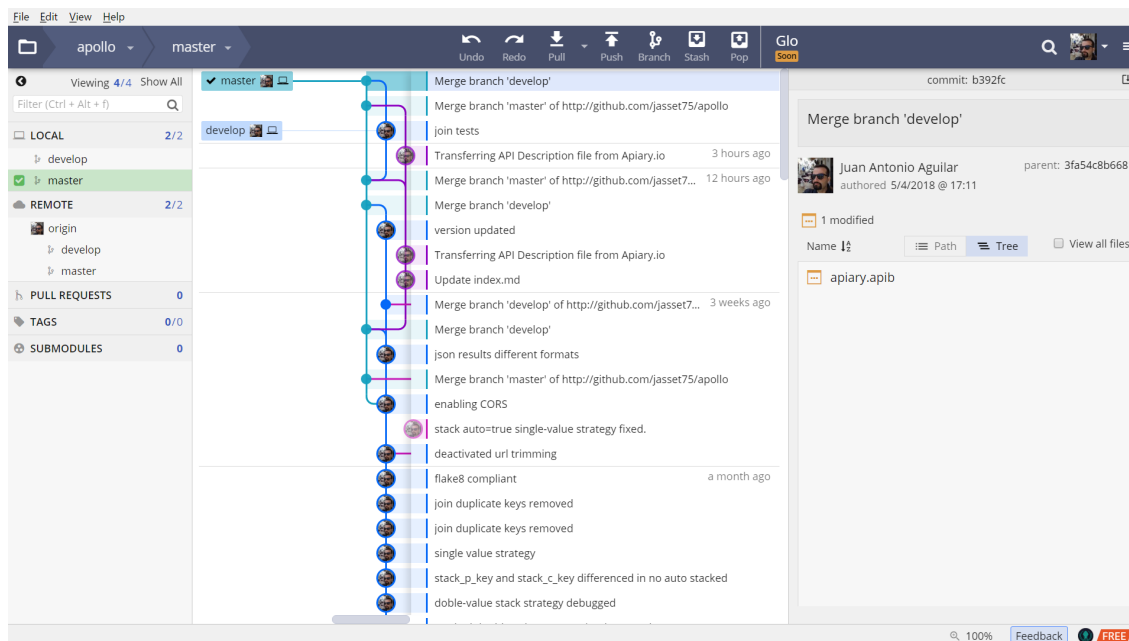 File Edit View Help
apollo master
Undo Redo Pull Push Branch Stash Pop
Glo
Soon
Viewing 4/4 Show All
Filter (Ctrl + Alt + f)
LOCAL 2/2
develop
master
REMOTE 2/2
origin
develop
master
PULL REQUESTS 0
TAGS 0/0
SUBMODULES 0
master
develop
Merge branch 'develop'
Merge branch 'master' of http://github.com/jasset75/apollo
join tests
Transferring API Description file from Apiary.io 3 hours ago
Merge branch 'master' of http://github.com/jasset7... 12 hours ago
Merge branch 'develop'
version updated
Transferring API Description file from Apiary.io
Update index.md
Merge branch 'develop' of http://github.com/jasset7... 3 weeks ago
Merge branch 'develop'
json results different formats
Merge branch 'master' of http://github.com/jasset75/apollo
enabling CORS
stack auto=true single-value strategy fixed.
deactivated url trimming
flake8 compliant a month ago
join duplicate keys removed
join duplicate keys removed
single value strategy
stack_p_key and stack_c_key differenced in no auto stacked
doble-value stack strategy debugged
commit: b392fc
Merge branch 'develop'
Juan Antonio Aguilar parent: 3fa54c8b668
authored 5/4/2018 @ 17:11
1 modified
Name Path Tree View all files
apiary.apib
100% Feedback FREE